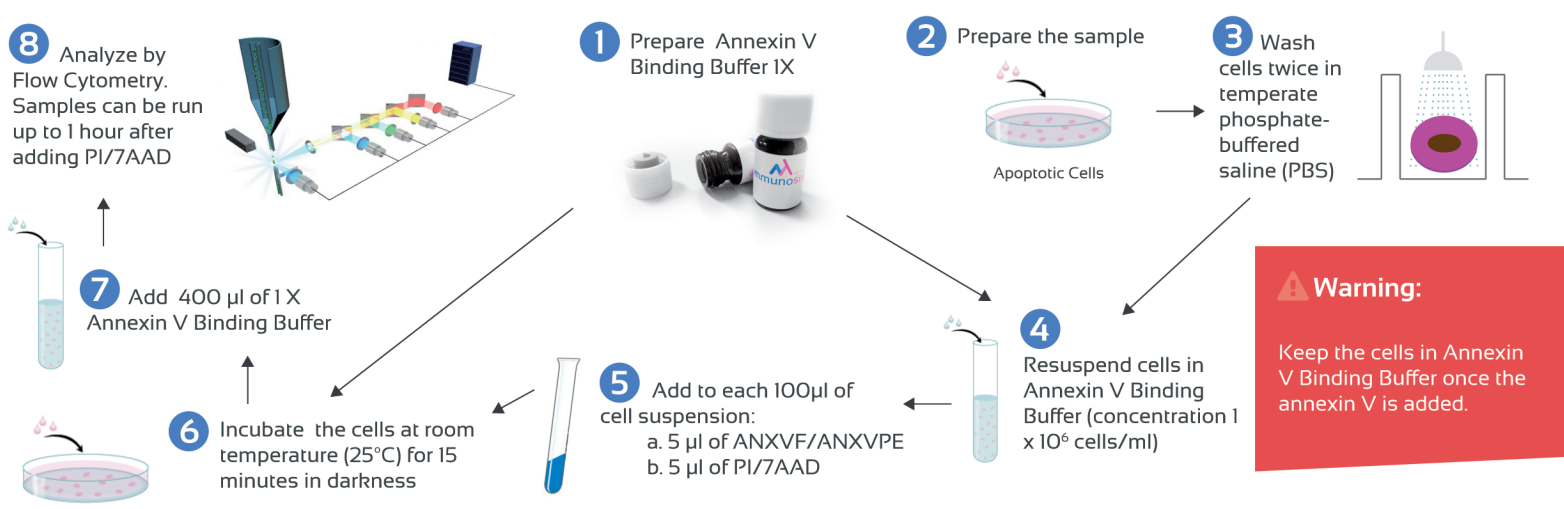 1
Prepare Annexin V
Binding Buffer 1X
mmunos
2
Prepare the sample
Apoptotic Cells
3
Wash
cells twice in
temperate
phosphate-
buffered
saline (PBS)
4
Resuspend cells in
Annexin V Binding
Buffer (concentration 1
x 10⁶ cells/ml)
5
Add to each 100µl of
cell suspension:
a. 5 µl of ANXVF/ANXVPE
b. 5 µl of PI/7AAD
6
Incubate the cells at room
temperature (25°C) for 15
minutes in darkness
7
Add 400 µl of 1 X
Annexin V Binding Buffer
8
Analyze by
Flow Cytometry.
Samples can be run
up to 1 hour after
adding PI/7AAD
Warning:
Keep the cells in Annexin
V Binding Buffer once the
annexin V is added.